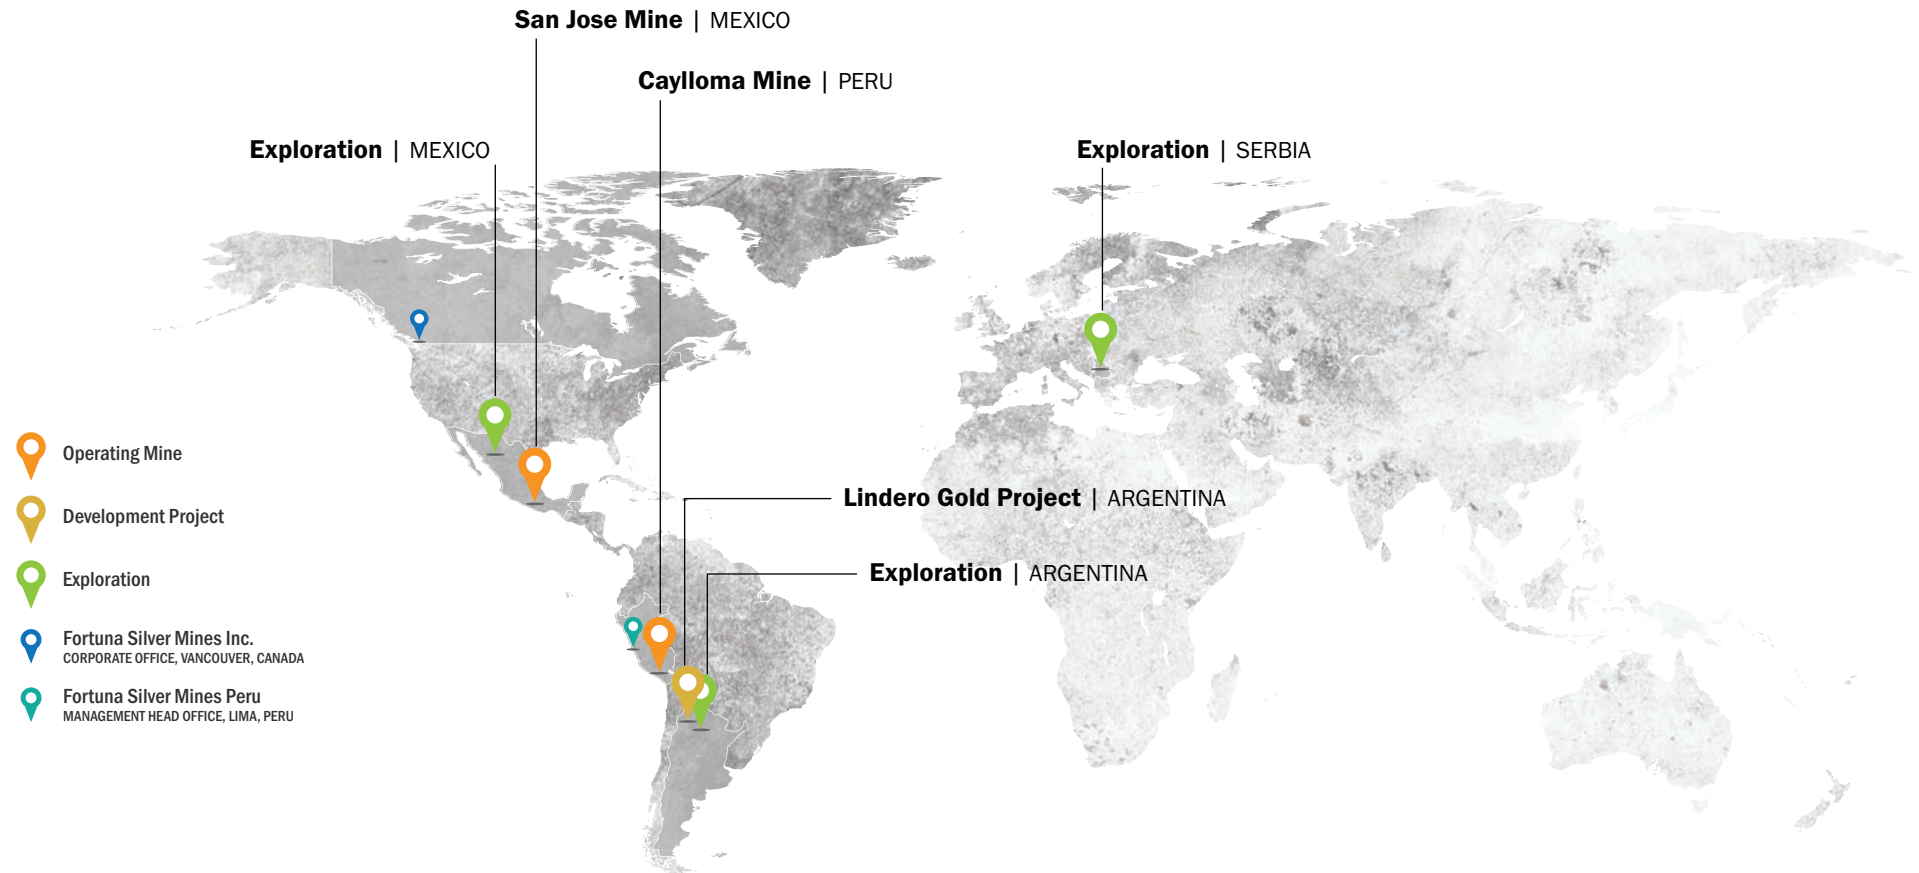 San Jose Mine | MEXICO
Caylloma Mine | PERU
Exploration | MEXICO
Exploration | SERBIA
Operating Mine
Lindero Gold Project | ARGENTINA
Development Project
Exploration | ARGENTINA
Exploration
Fortuna Silver Mines Inc.
CORPORATE OFFICE, VANCOUVER, CANADA
Fortuna Silver Mines Peru
MANAGEMENT HEAD OFFICE, LIMA, PERU